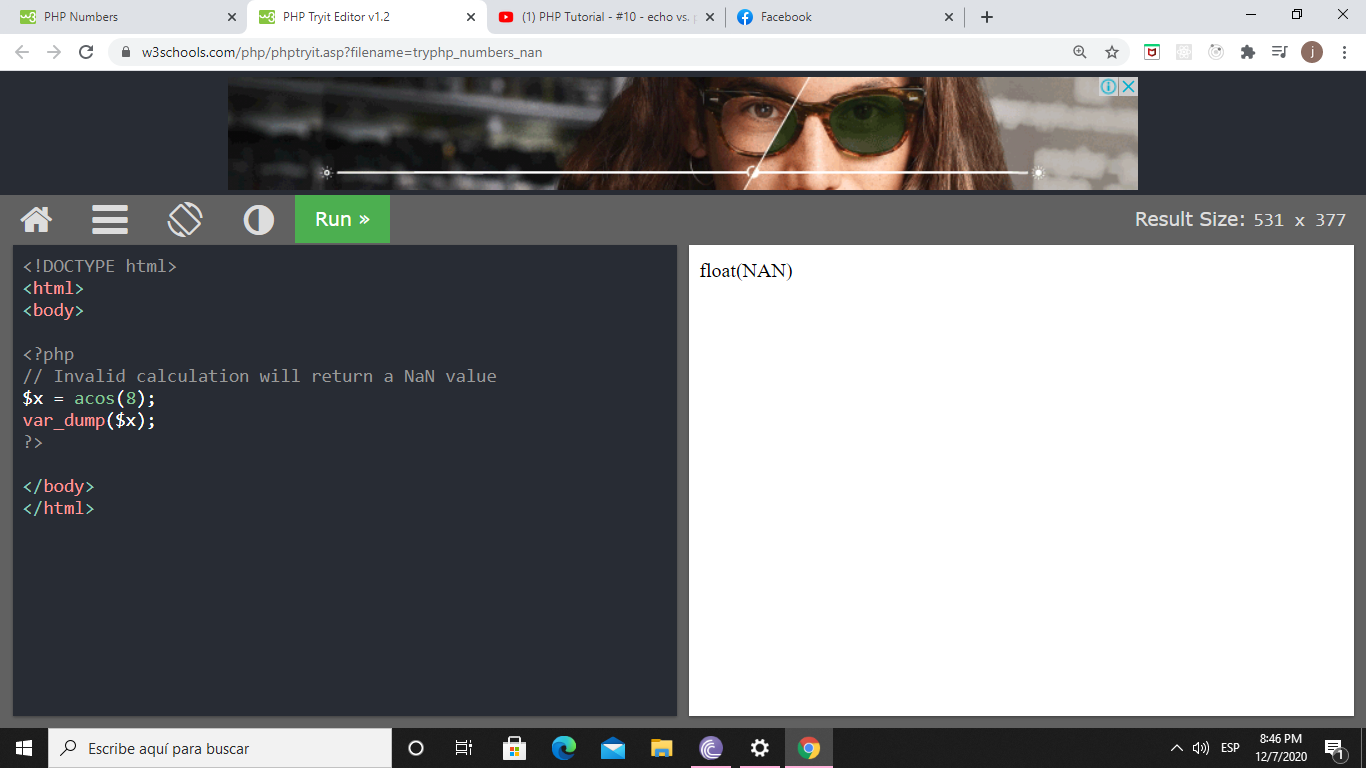 PHP Numbers
PHP Tryit Editor v1.2
(1) PHP Tutorial - #10 - echo vs.
Facebook
w3schools.com/php/phptryit.asp?filename=tryphp_numbers_nan
j
Run »
Result Size: 531 x 377
<!DOCTYPE html>
<html>
<body>
<?php
// Invalid calculation will return a NaN value
$x = acos(8);
var_dump($x);
?>
</body>
</html>
float(NAN)
Escribe aquí para buscar
ESP
8:46 PM
12/7/2020
1